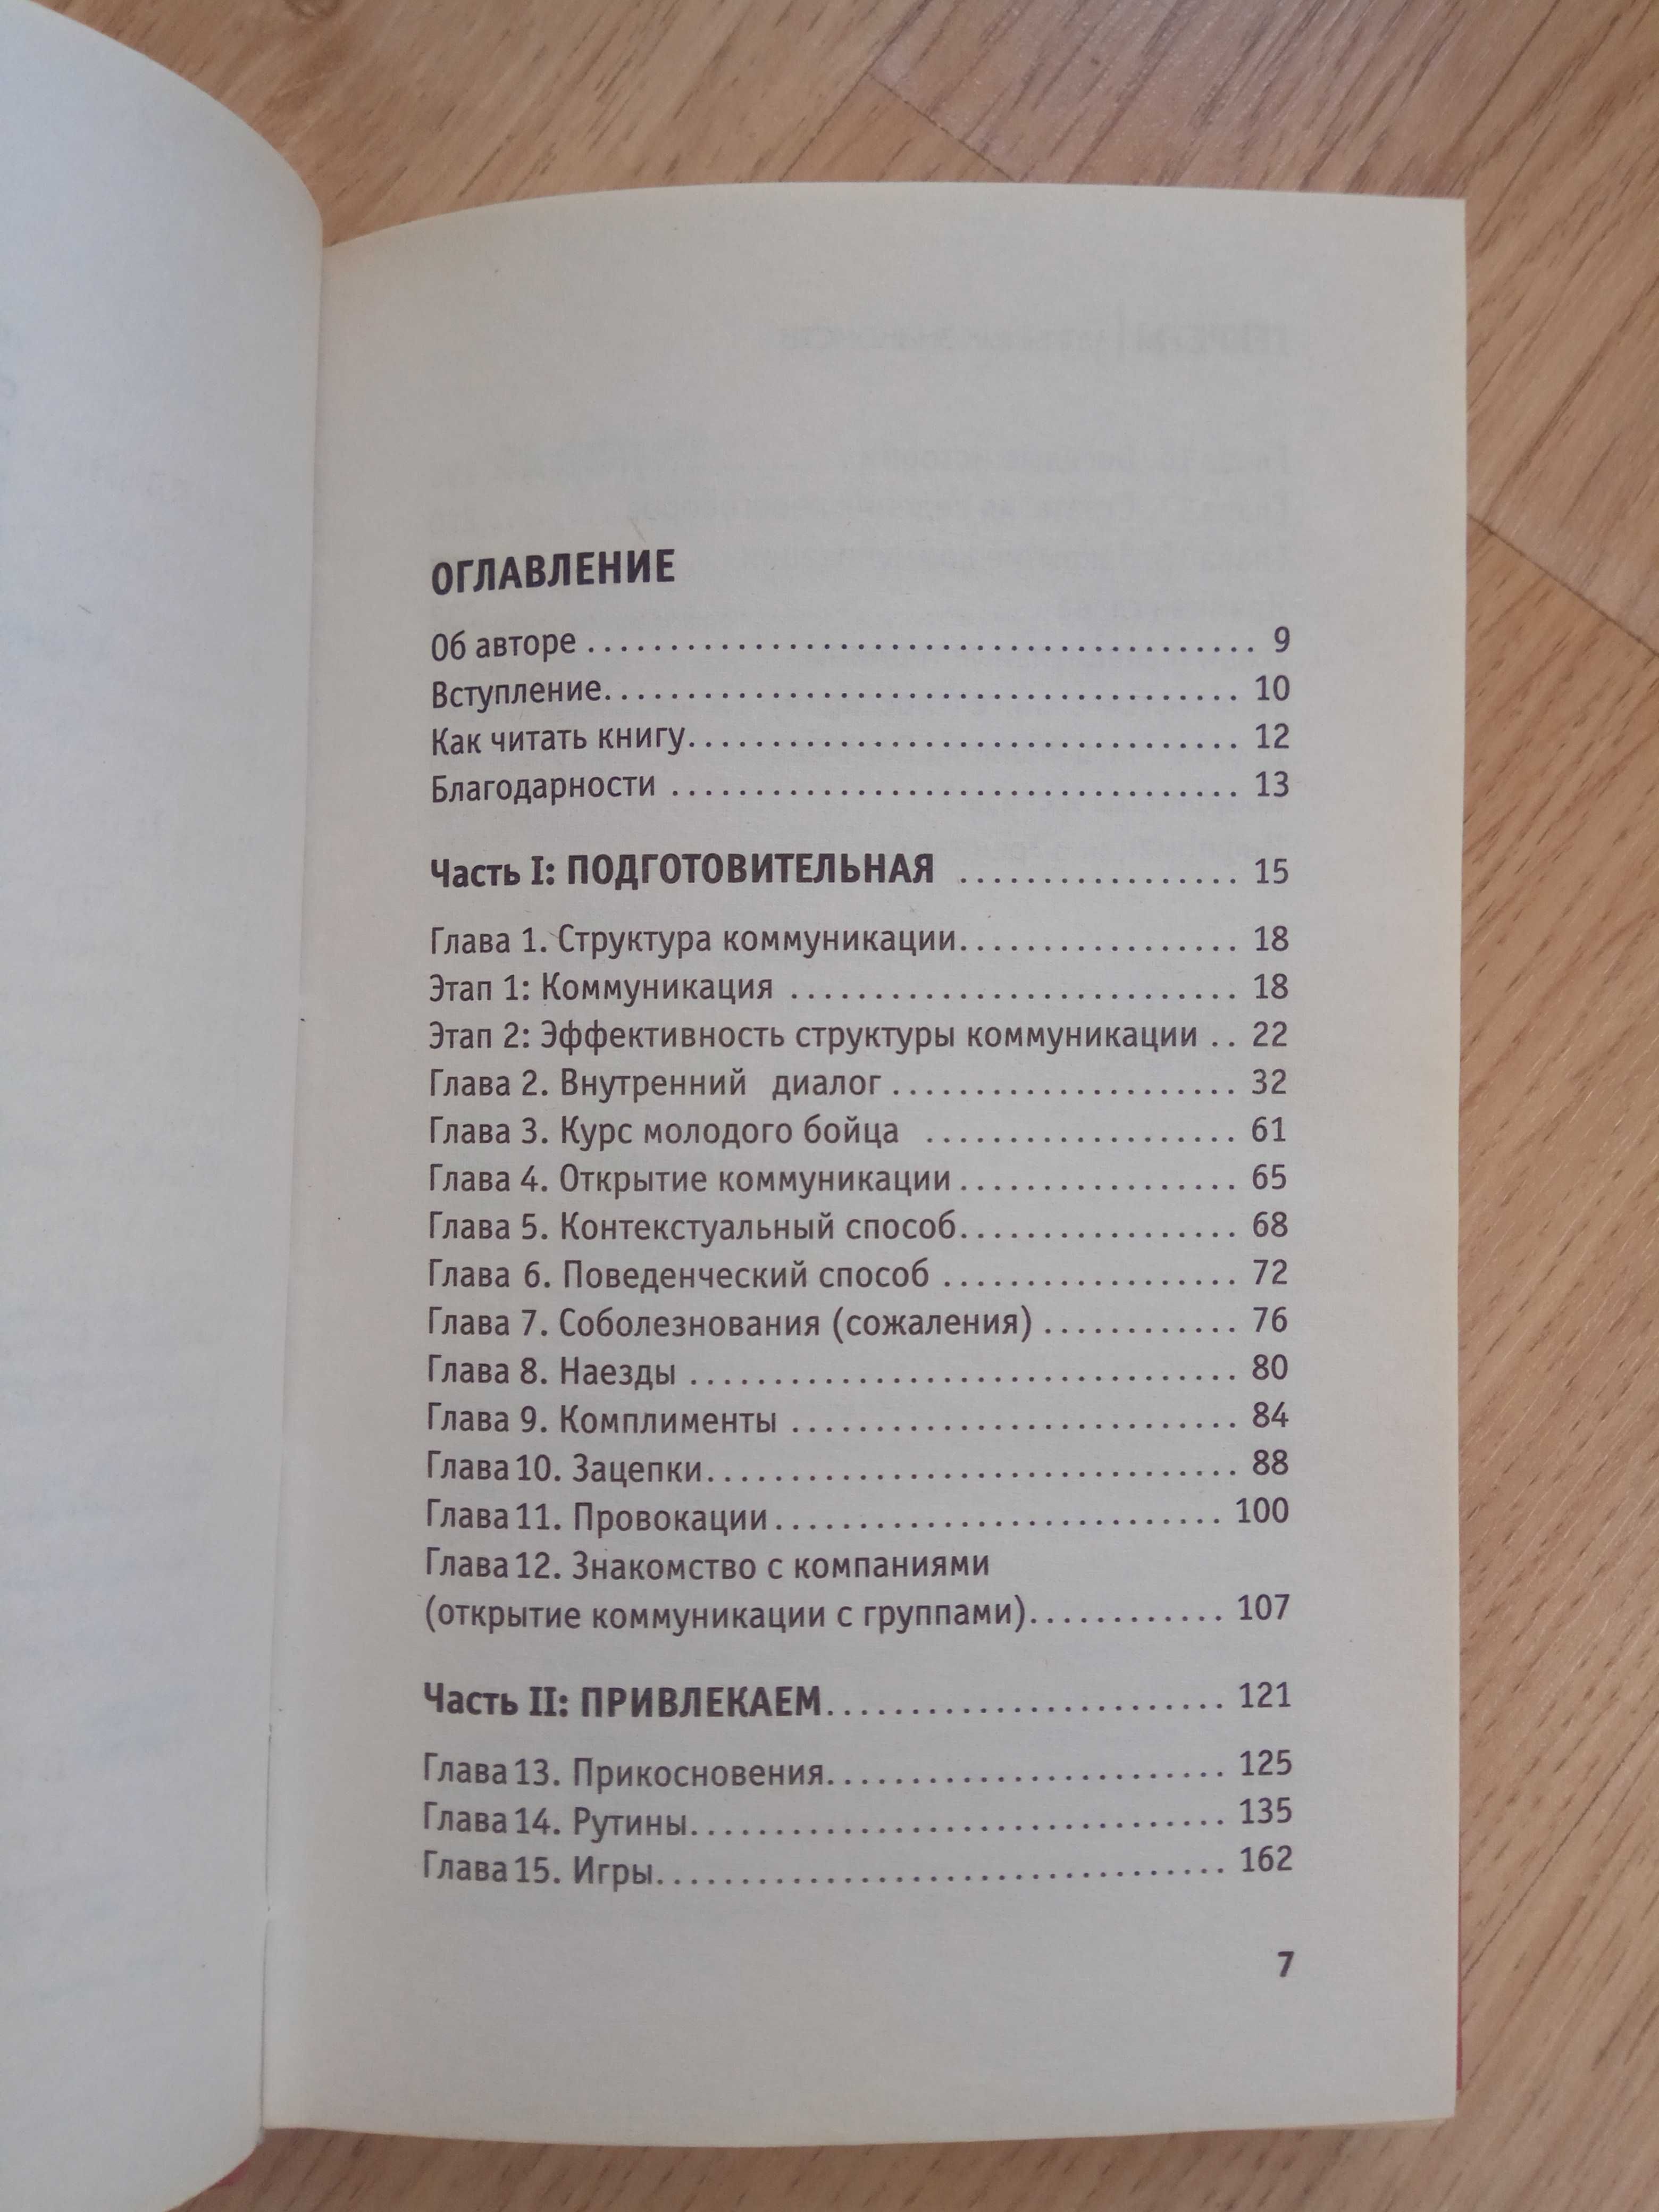 ОГЛАВЛЕНИЕ
Об авторе ........................................ 9
Вступление....................................... 10
Как читать книгу.................................. 12
Благодарности ................................... 13
Часть I: ПОДГОТОВИТЕЛЬНАЯ ................. 15
Глава 1. Структура коммуникации................. 18
Этап 1: Коммуникация ........................... 18
Этап 2: Эффективность структуры коммуникации .. 22
Глава 2. Внутренний диалог ..................... 32
Глава 3. Курс молодого бойца ................... 61
Глава 4. Открытие коммуникации ................. 65
Глава 5. Контекстуальный способ................. 68
Глава 6. Поведенческий способ .................. 72
Глава 7. Соболезнования (сожаления) ............ 76
Глава 8. Наезды ................................. 80
Глава 9. Комплименты ........................... 84
Глава 10. Зацепки................................ 88
Глава 11. Провокации........................... 100
Глава 12. Знакомство с компаниями
(открытие коммуникации с группами)............ 107
Часть II: ПРИВЛЕКАЕМ........................ 121
Глава 13. Прикосновения........................ 125
Глава 14. Рутины................................ 135
Глава 15. Игры.................................. 162
7